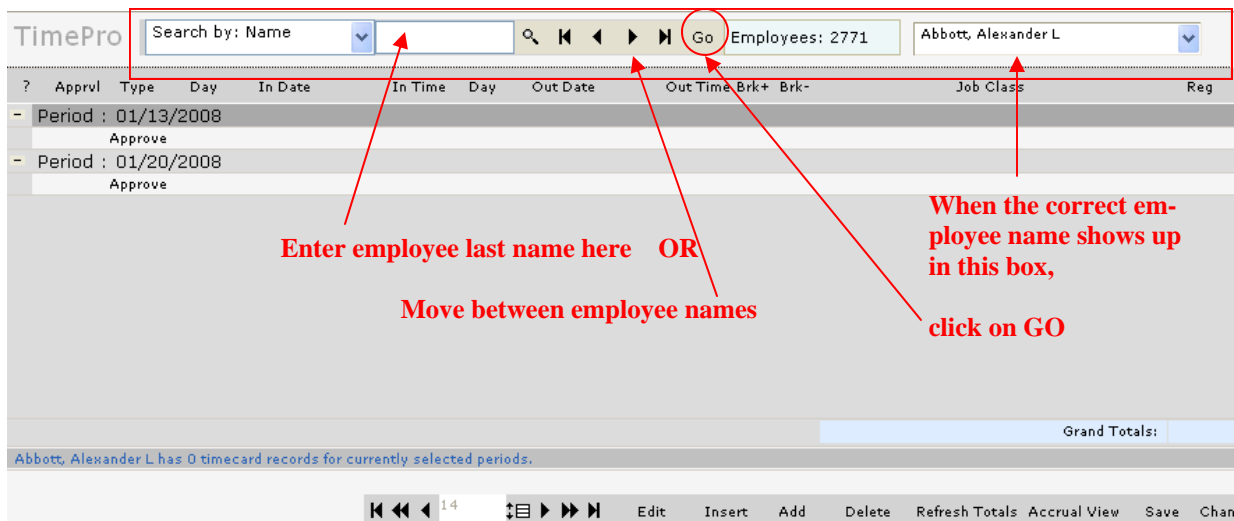 TimePro Search by: Name Go Employees: 2771 Abbott, Alexander L
? Apprvl Type Day In Date In Time Day Out Date Out Time Brk+ Brk- Job Class Reg
- Period : 01/13/2008
Approve
- Period : 01/20/2008
Approve
Enter employee last name here OR
Move between employee names
When the correct em-
ployee name shows up
in this box,
click on GO
Grand Totals:
Abbott, Alexander L has 0 timecard records for currently selected periods.
14 Edit Insert Add Delete Refresh Totals Accrual View Save Chan